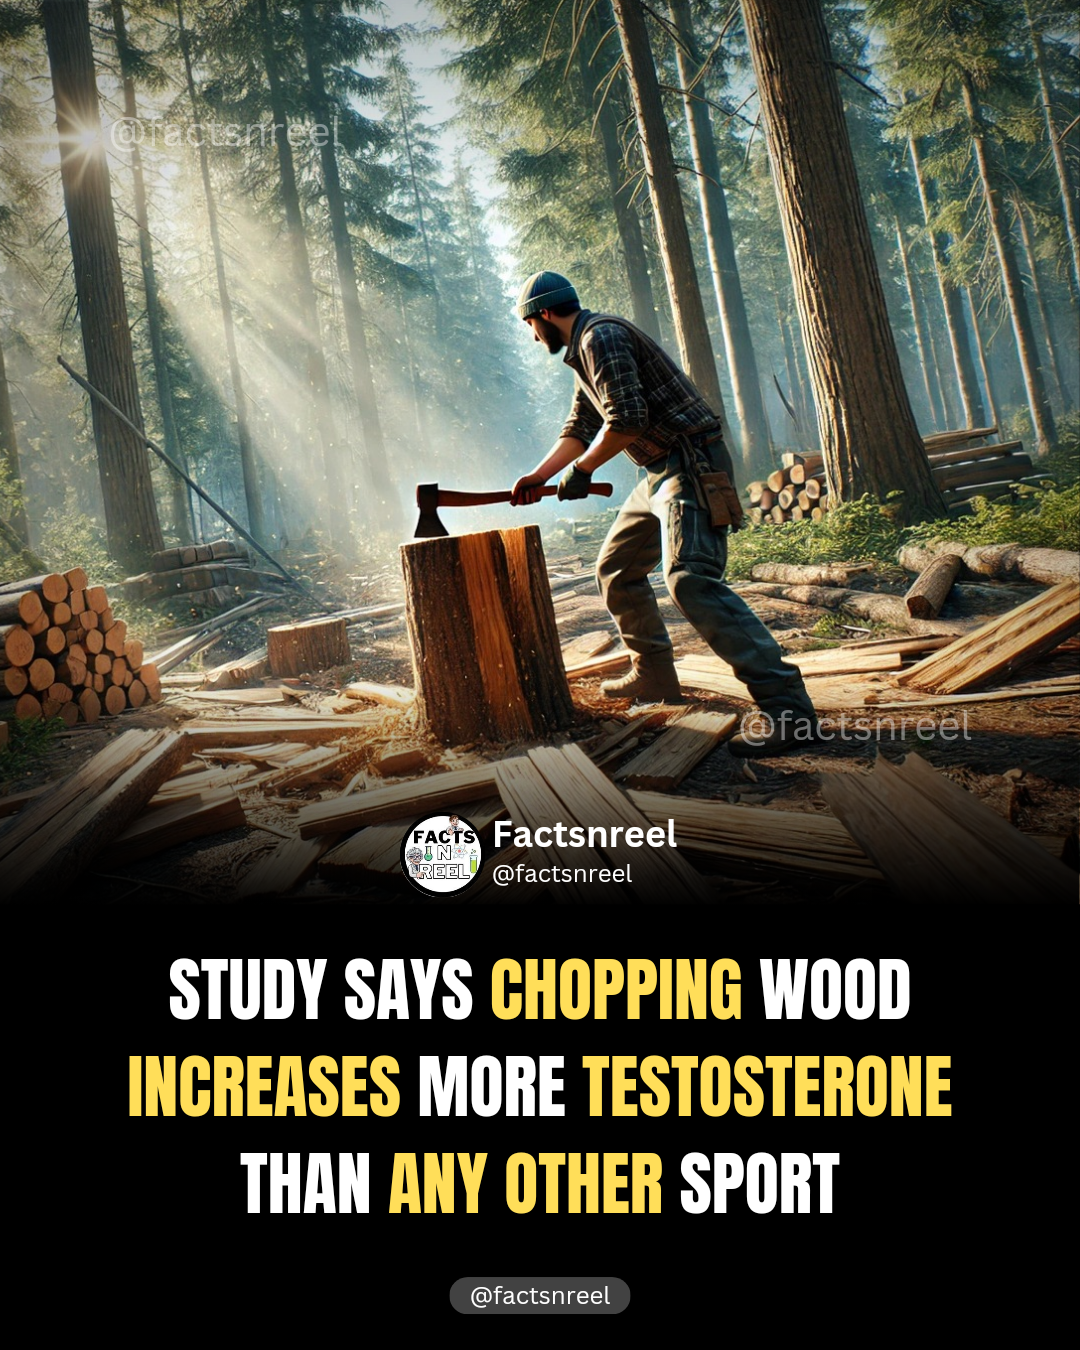 @factsnreel
@factsnreel
FACTS
IN
REEL
Factsnreel
@factsnreel
STUDY SAYS CHOPPING WOOD
INCREASES MORE TESTOSTERONE
THAN ANY OTHER SPORT
@factsnreel